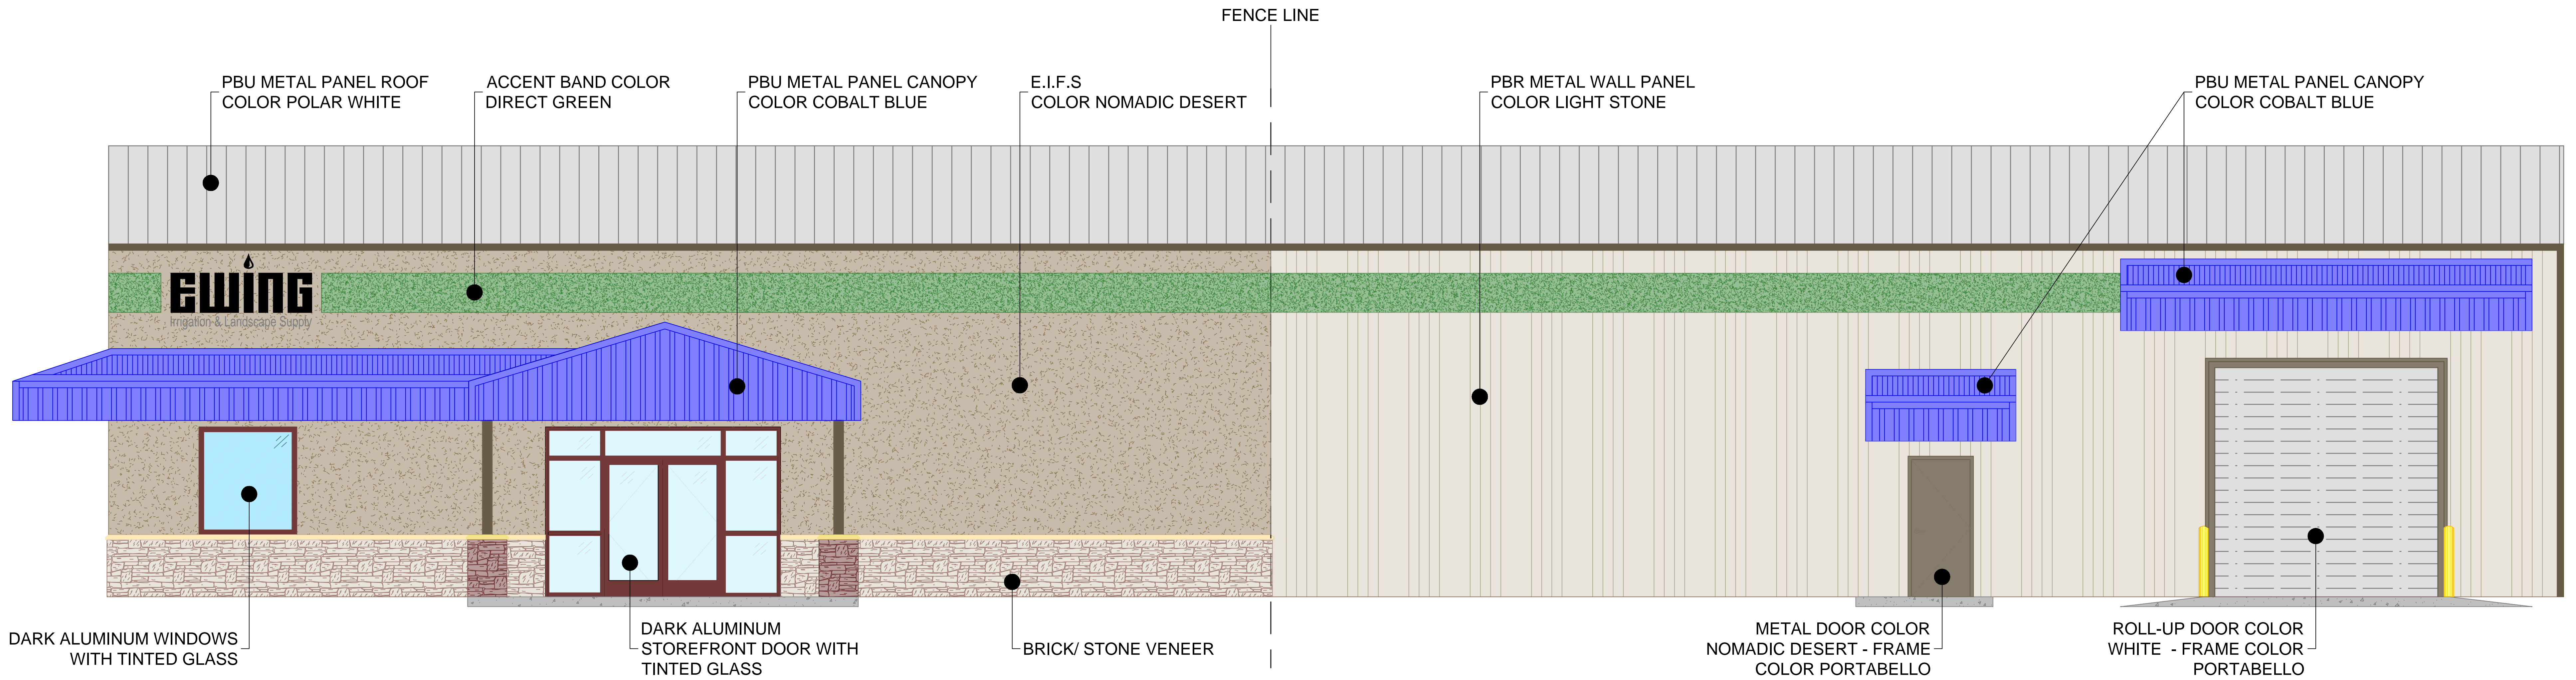 FENCE LINE
PBU METAL PANEL ROOF
COLOR POLAR WHITE
ACCENT BAND COLOR
DIRECT GREEN
PBU METAL PANEL CANOPY
COLOR COBALT BLUE
E.I.F.S
COLOR NOMADIC DESERT
PBR METAL WALL PANEL
COLOR LIGHT STONE
PBU METAL PANEL CANOPY
COLOR COBALT BLUE
EWING
Irrigation & Landscape Supply
DARK ALUMINUM WINDOWS
WITH TINTED GLASS
DARK ALUMINUM
STOREFRONT DOOR WITH
TINTED GLASS
BRICK/ STONE VENEER
METAL DOOR COLOR
NOMADIC DESERT - FRAME
COLOR PORTABELLO
ROLL-UP DOOR COLOR
WHITE - FRAME COLOR
PORTABELLO